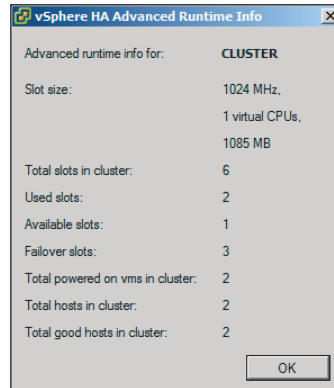 vSphere HA Advanced Runtime Info
Advanced runtime info for: CLUSTER
Slot size: 1024 MHz,
1 virtual CPUs,
1085 MB
Total slots in cluster: 6
Used slots: 2
Available slots: 1
Failover slots: 3
Total powered on vms in cluster: 2
Total hosts in cluster: 2
Total good hosts in cluster: 2
OK